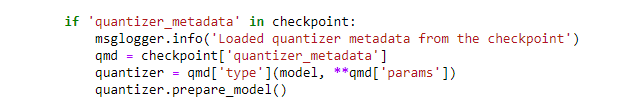 if 'quantizer_metadata' in checkpoint:
    msglogger.info('Loaded quantizer metadata from the checkpoint')
    qmd = checkpoint['quantizer_metadata']
    quantizer = qmd['type'](model, **qmd['params'])
    quantizer.prepare_model()